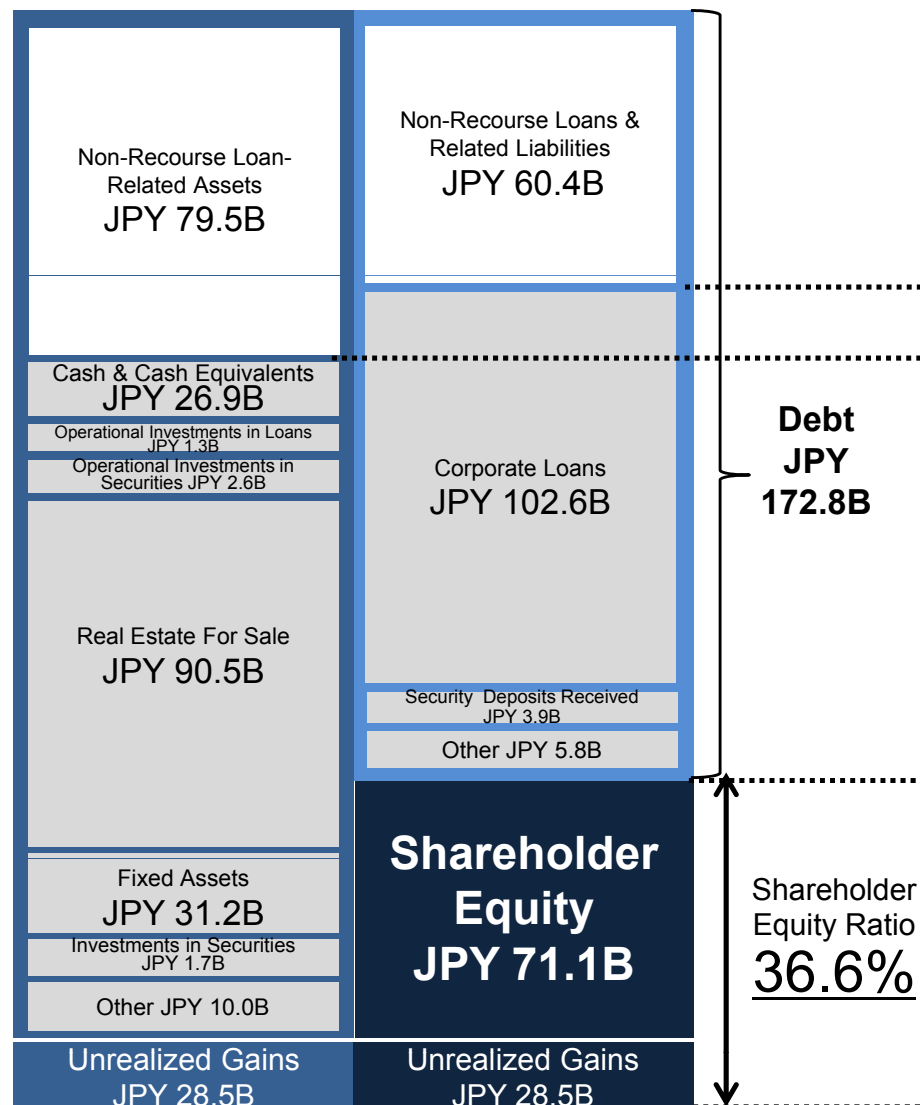 Non-Recourse Loan-
Related Assets
JPY 79.5B
Cash & Cash Equivalents
JPY 26.9B
Operational Investments in Loans
JPY 1.3B
Operational Investments in
Securities JPY 2.6B
Real Estate For Sale
JPY 90.5B
Fixed Assets
JPY 31.2B
Investments in Securities
JPY 1.7B
Other JPY 10.0B
Unrealized Gains
JPY 28.5B
Non-Recourse Loans &
Related Liabilities
JPY 60.4B
Corporate Loans
JPY 102.6B
Security Deposits Received
JPY 3.9B
Other JPY 5.8B
Shareholder
Equity
JPY 71.1B
Unrealized Gains
JPY 28.5B
Debt
JPY
172.8B
Shareholder
Equity Ratio
36.6%